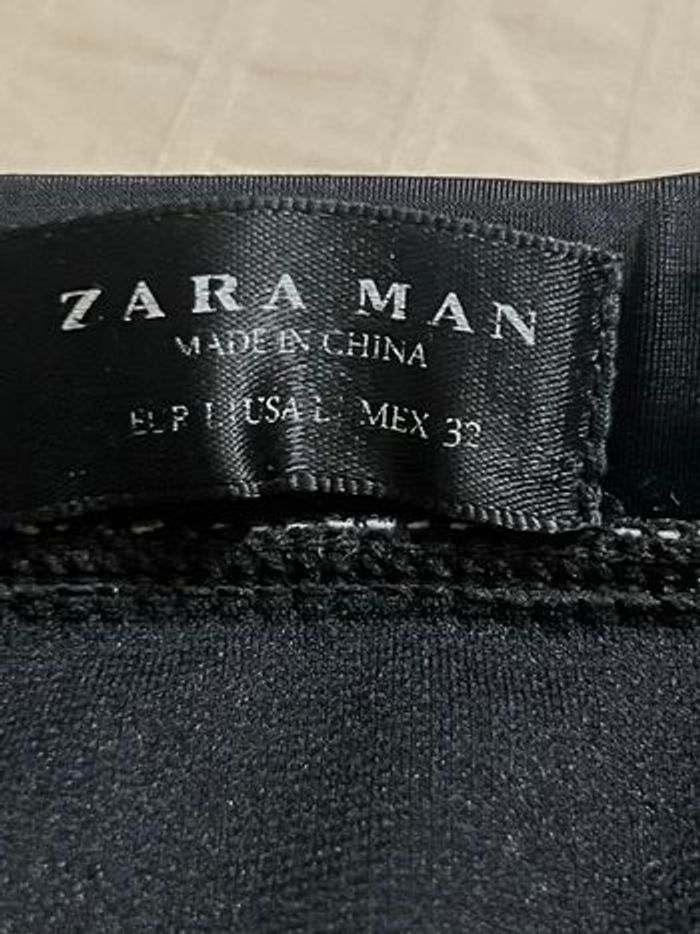 ZARA MAN
MADE IN CHINA
EUR L USA L MEX 32